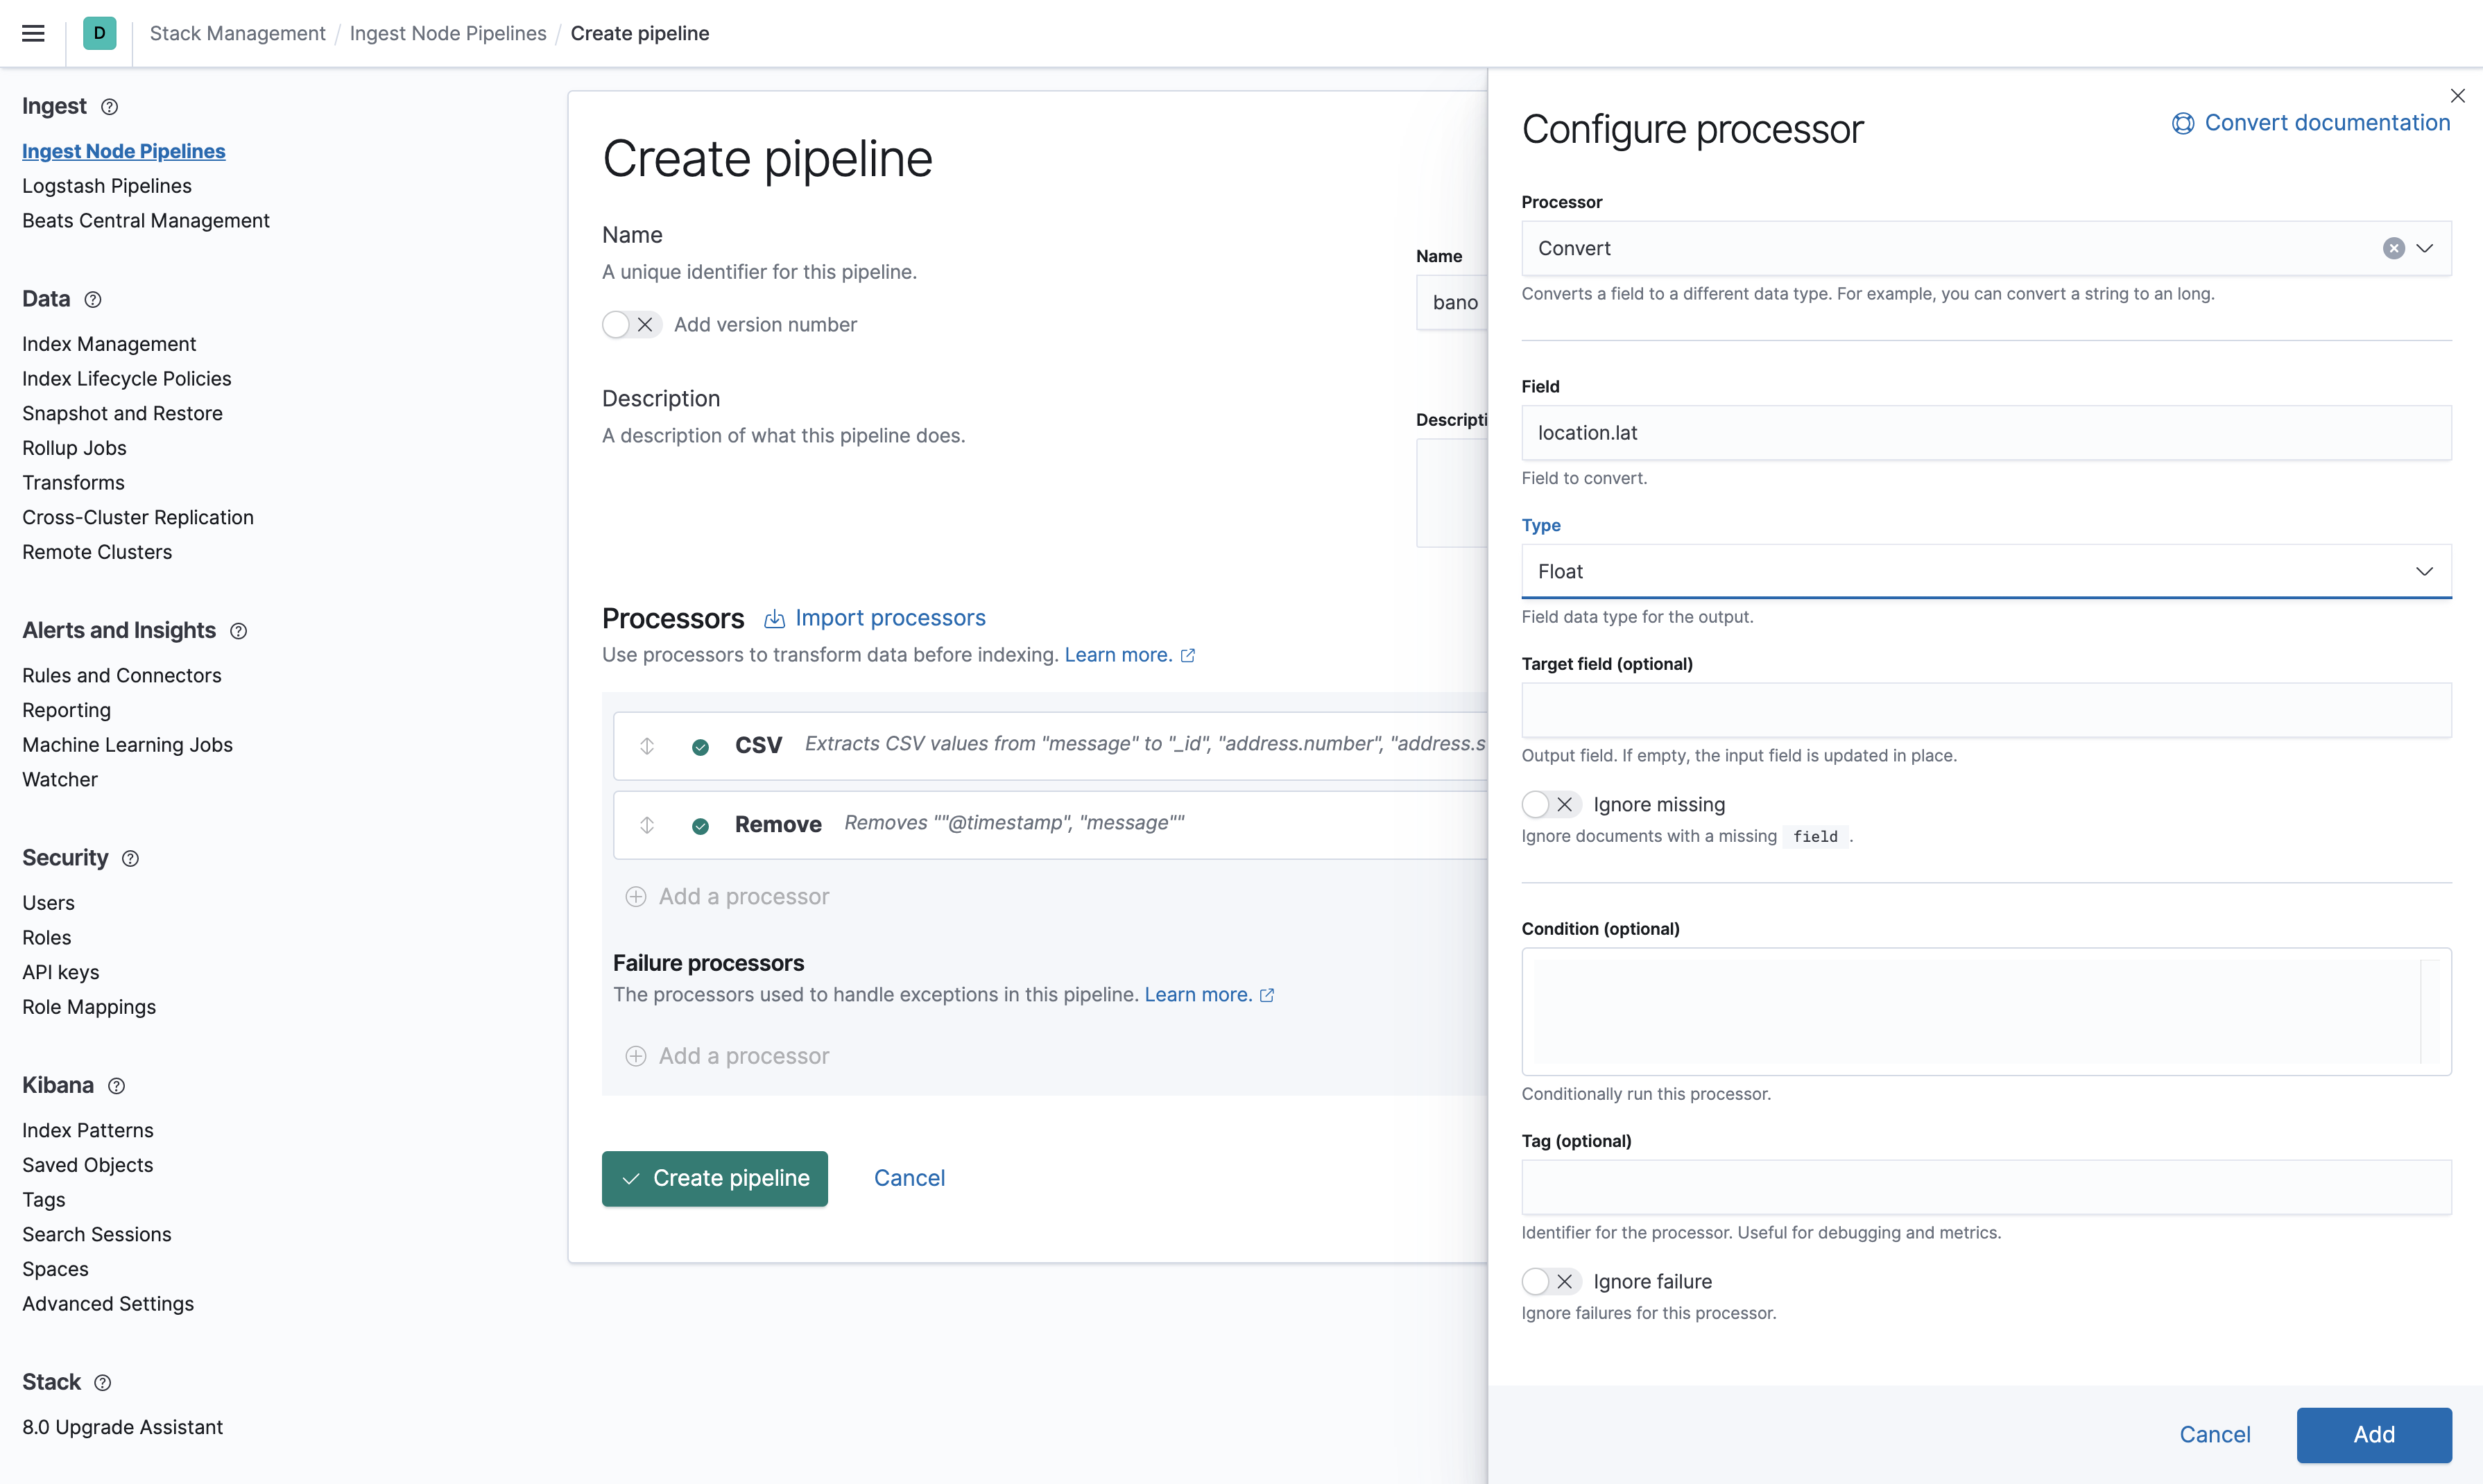 D Stack Management / Ingest Node Pipelines / Create pipeline
Ingest
Ingest Node Pipelines
Logstash Pipelines
Beats Central Management
Data
Index Management
Index Lifecycle Policies
Snapshot and Restore
Rollup Jobs
Transforms
Cross-Cluster Replication
Remote Clusters
Alerts and Insights
Rules and Connectors
Reporting
Machine Learning Jobs
Watcher
Security
Users
Roles
API keys
Role Mappings
Kibana
Index Patterns
Saved Objects
Tags
Search Sessions
Spaces
Advanced Settings
Stack
8.0 Upgrade Assistant
Create pipeline
Name
A unique identifier for this pipeline.
Add version number
Name
bano
Description
A description of what this pipeline does.
Descripti
Processors Import processors
Use processors to transform data before indexing. Learn more.
CSV Extracts CSV values from "message" to "_id", "address.number", "address.s
Remove Removes ""@timestamp", "message""
Add a processor
Failure processors
The processors used to handle exceptions in this pipeline. Learn more.
Add a processor
Create pipeline Cancel
Configure processor
Convert documentation
Processor
Convert
Converts a field to a different data type. For example, you can convert a string to an long.
Field
location.lat
Field to convert.
Type
Float
Field data type for the output.
Target field (optional)
Output field. If empty, the input field is updated in place.
Ignore missing
Ignore documents with a missing field .
Condition (optional)
Conditionally run this processor.
Tag (optional)
Identifier for the processor. Useful for debugging and metrics.
Ignore failure
Ignore failures for this processor.
Cancel Add